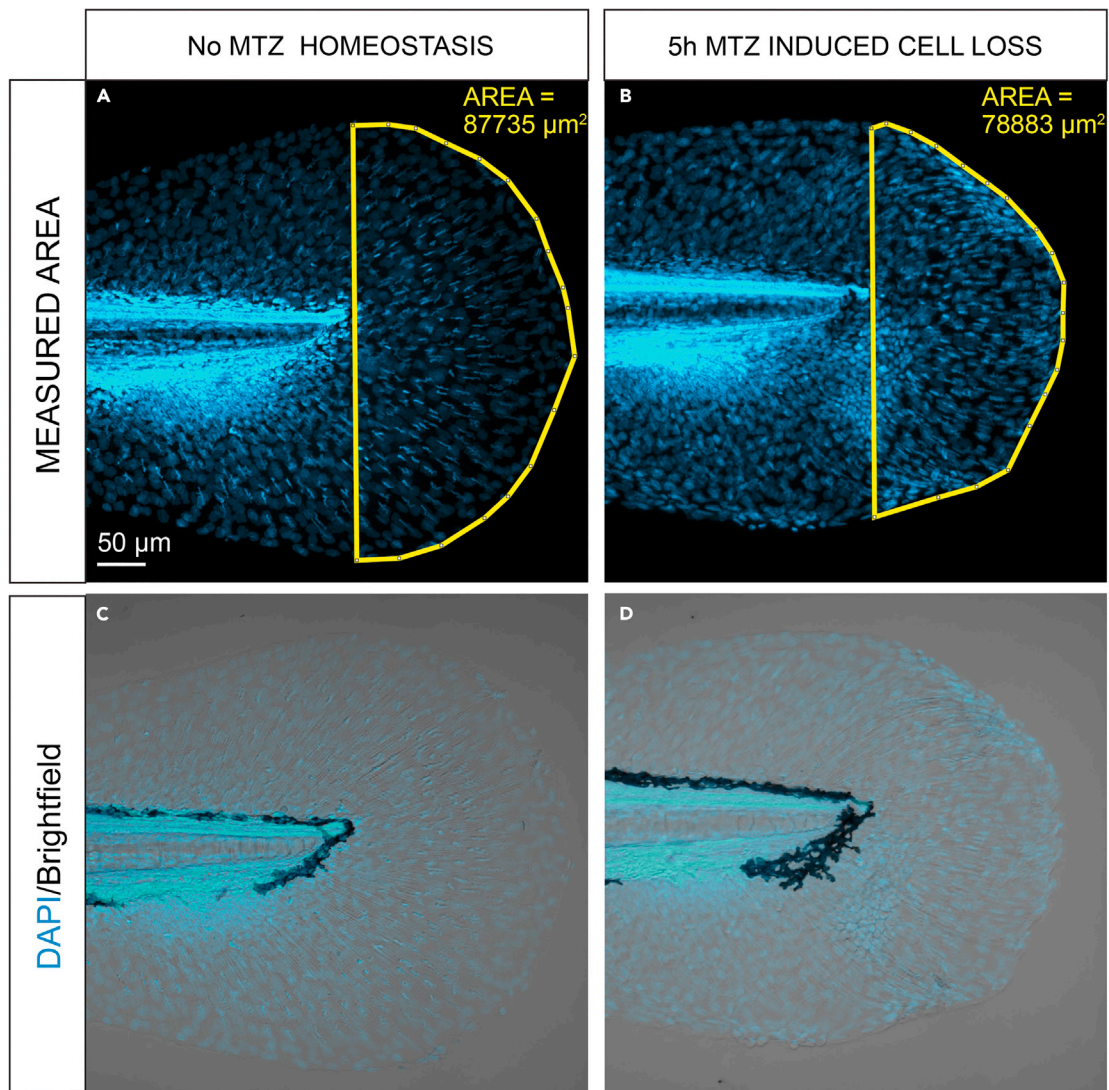 No MTZ HOMEOSTASIS
5h MTZ INDUCED CELL LOSS
MEASURED AREA
A
AREA =
87735 µm²
50 µm
B
AREA =
78883 µm²
DAPI/Brightfield
C
D